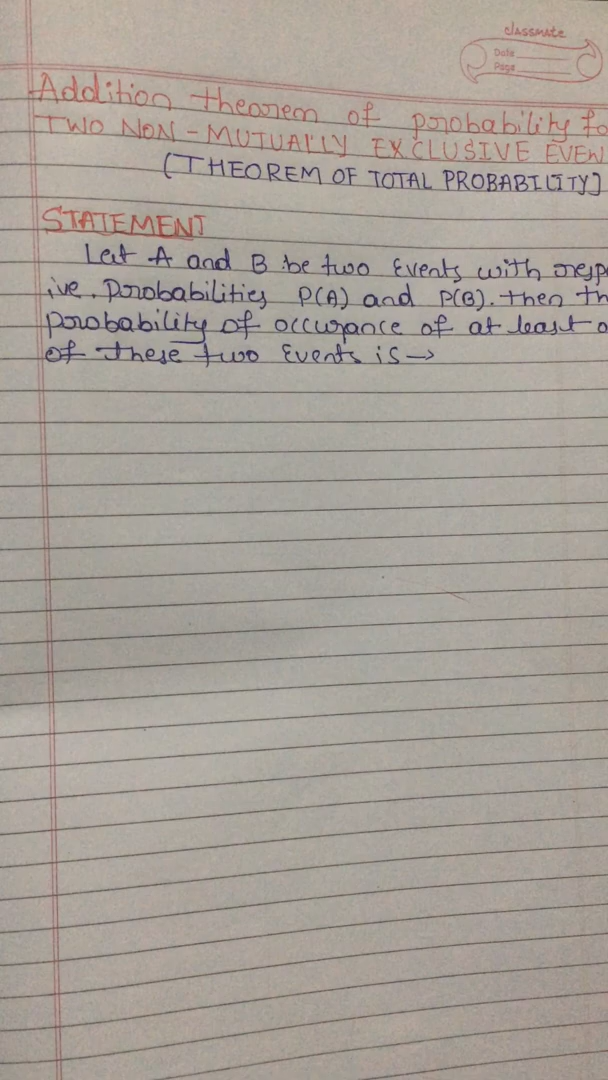 classmate
Date
Page
Addition theorem of probability fo
TWO NON-MUTUALLY EXCLUSIVE EVEN
(THEOREM OF TOTAL PROBABILITY)
STATEMENT
Let A and B be two Events with resp
ive. Probabilities P(A) and P(B). then th
probability of occurance of at least o
of these two Events is →